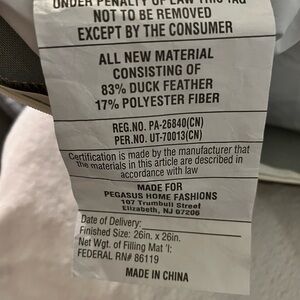 UNDER PENALTY OF LAW THIS TAG
NOT TO BE REMOVED
EXCEPT BY THE CONSUMER
ALL NEW MATERIAL
CONSISTING OF
83% DUCK FEATHER
17% POLYESTER FIBER
REG.NO. PA-26840(CN)
PER.NO. UT-70013(CN)
Certification is made by the manufacturer that
the materials in this article are described in
accordance with law
MADE FOR
PEGASUS HOME FASHIONS
107 Trumbull Street
Elizabeth, NJ 07206
Date of Delivery:
Finished Size: 26in. x 26in.
Net Wgt. of Filling Mat 'l:
FEDERAL RN# 86119
MADE IN CHINA